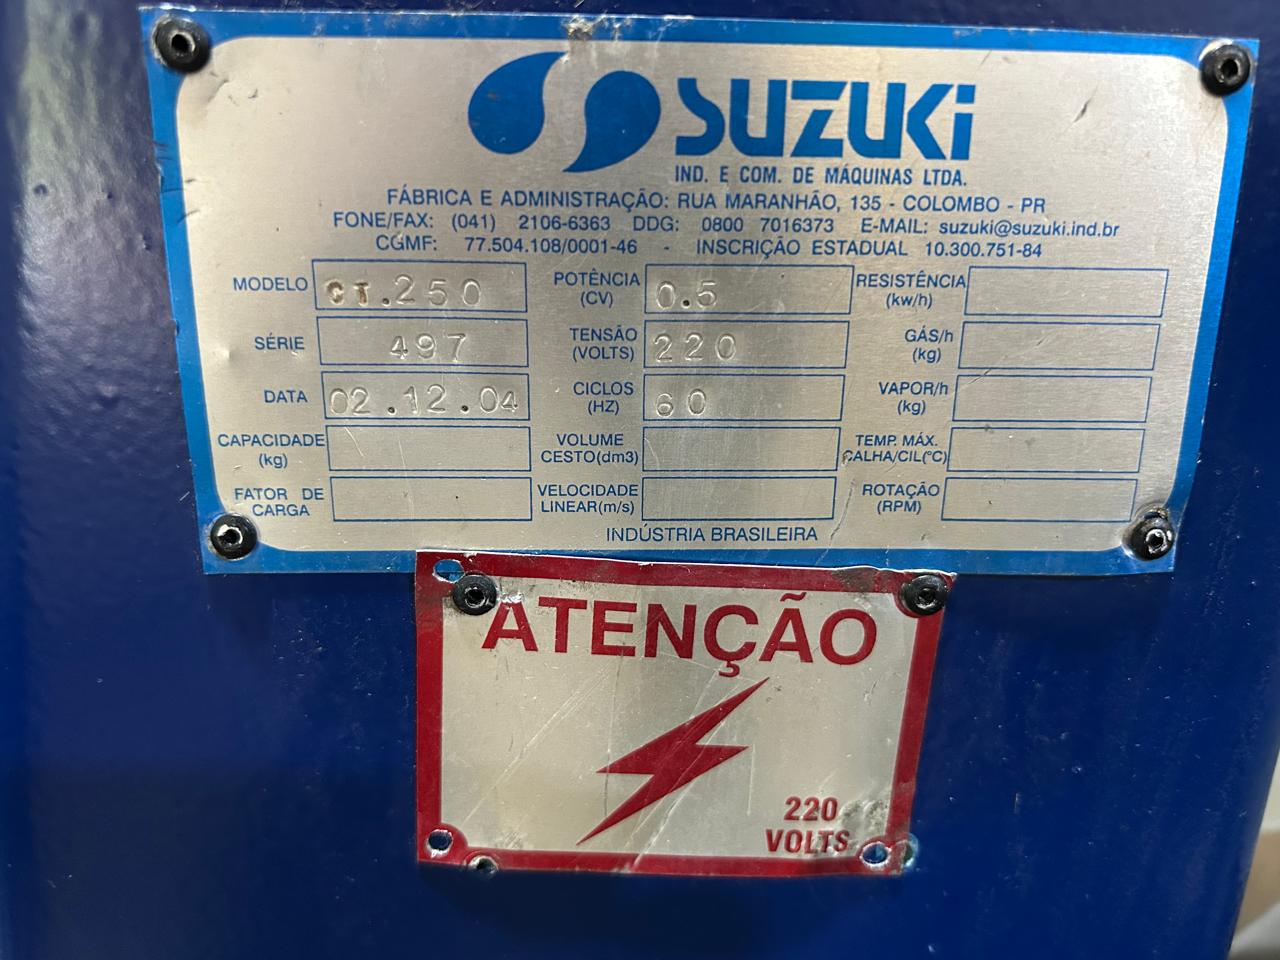 SUZUKi
IND. E COM. DE MÁQUINAS LTDA.
FÁBRICA E ADMINISTRAÇÃO: RUA MARANHÃO, 135 - COLOMBO - PR
FONE/FAX: (041) 2106-6363 DDG: 0800 7016373 E-MAIL: suzuki@suzuki.ind.br
CGMF: 77.504.108/0001-46 - INSCRIÇÃO ESTADUAL 10.300.751-84
MODELO CT.250 POTÊNCIA (CV) 0.5 RESISTÊNCIA (kw/h)
SÉRIE 497 TENSÃO (VOLTS) 220 GÁS/h (kg)
DATA 02.12.04 CICLOS (HZ) 60 VAPOR/h (kg)
CAPACIDADE (kg) VOLUME CESTO(dm3) TEMP. MÁX. CALHA/CIL(°C)
FATOR DE CARGA VELOCIDADE LINEAR(m/s) ROTAÇÃO (RPM)
INDÚSTRIA BRASILEIRA
ATENÇÃO
220
VOLTS